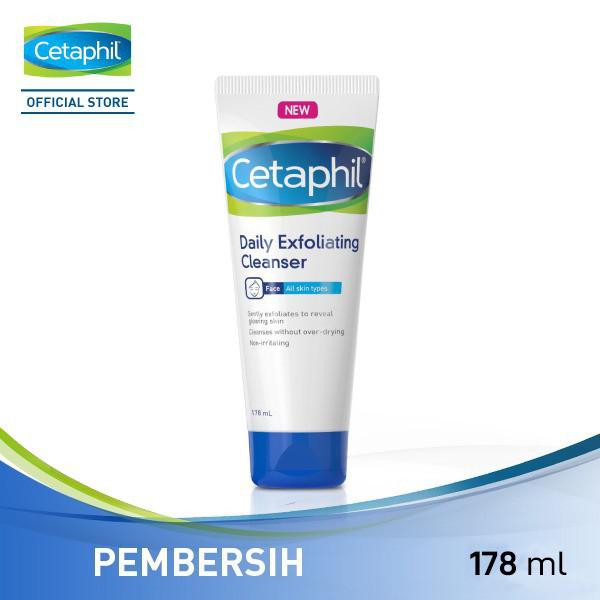 Cetaphil®
OFFICIAL STORE
NEW
Cetaphil®
Daily Exfoliating
Cleanser
Face All skin types
Gently exfoliates to reveal
glowing skin
Cleanses without over-drying
Non-irritating
178 mL
PEMBERSIH
178 ml